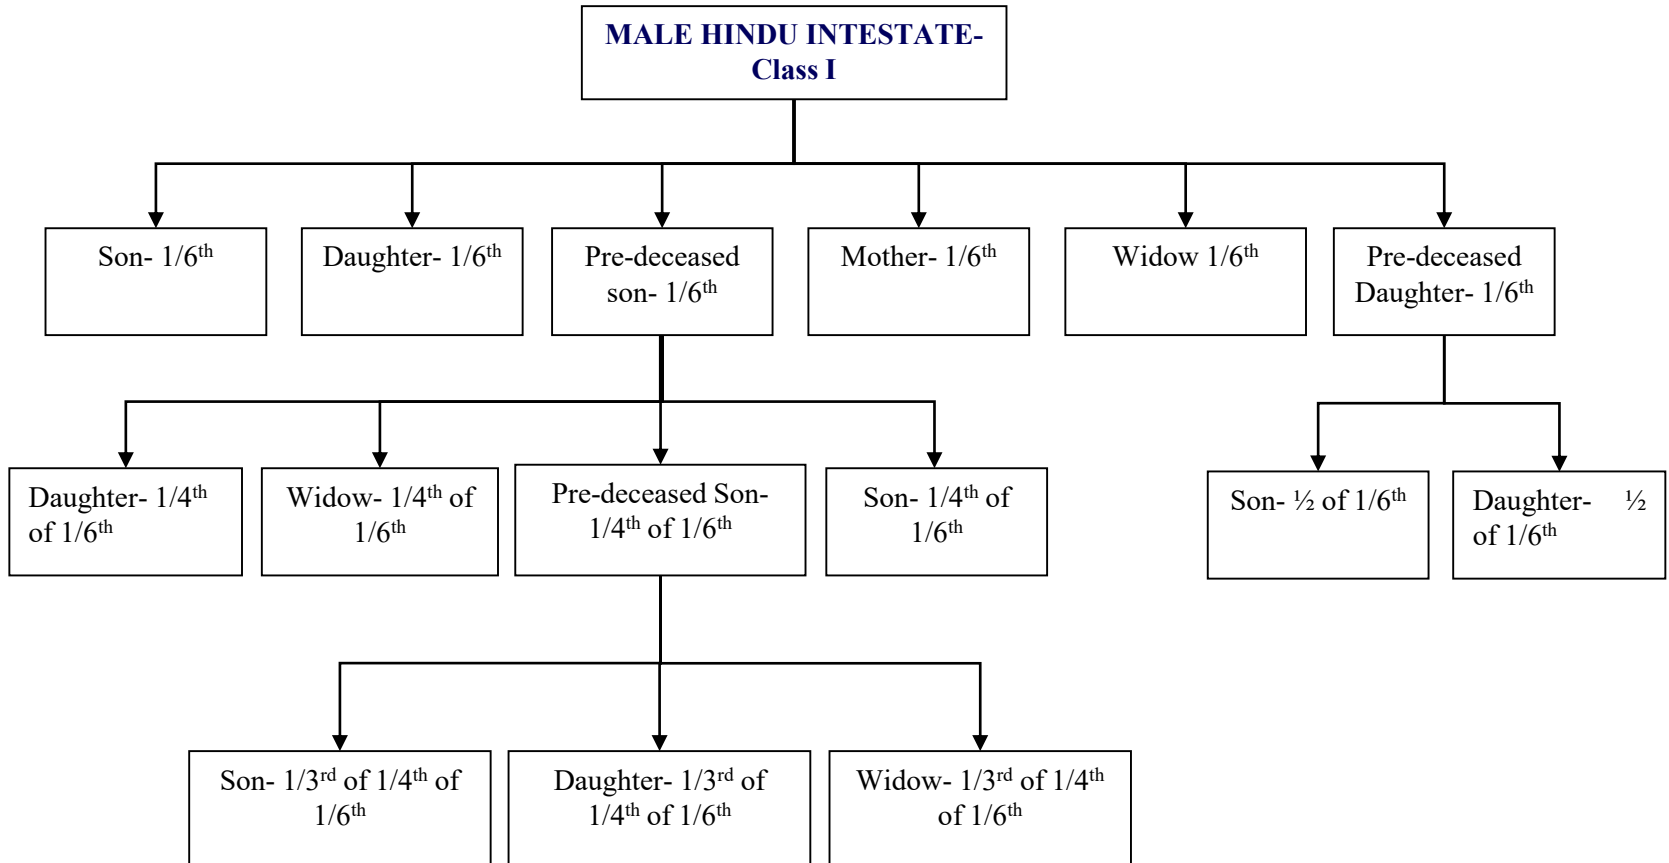 MALE HINDU INTESTATE-
Class I
Son- 1/6th
Daughter- 1/6th
Pre-deceased
son- 1/6th
Mother- 1/6th
Widow 1/6th
Pre-deceased
Daughter- 1/6th
Daughter- 1/4th
of 1/6th
Widow- 1/4th of
1/6th
Pre-deceased Son-
1/4th of 1/6th
Son- 1/4th of
1/6th
Son- ½ of 1/6th
Daughter- ½
of 1/6th
Son- 1/3rd of 1/4th of
1/6th
Daughter- 1/3rd of
1/4th of 1/6th
Widow- 1/3rd of 1/4th
of 1/6th